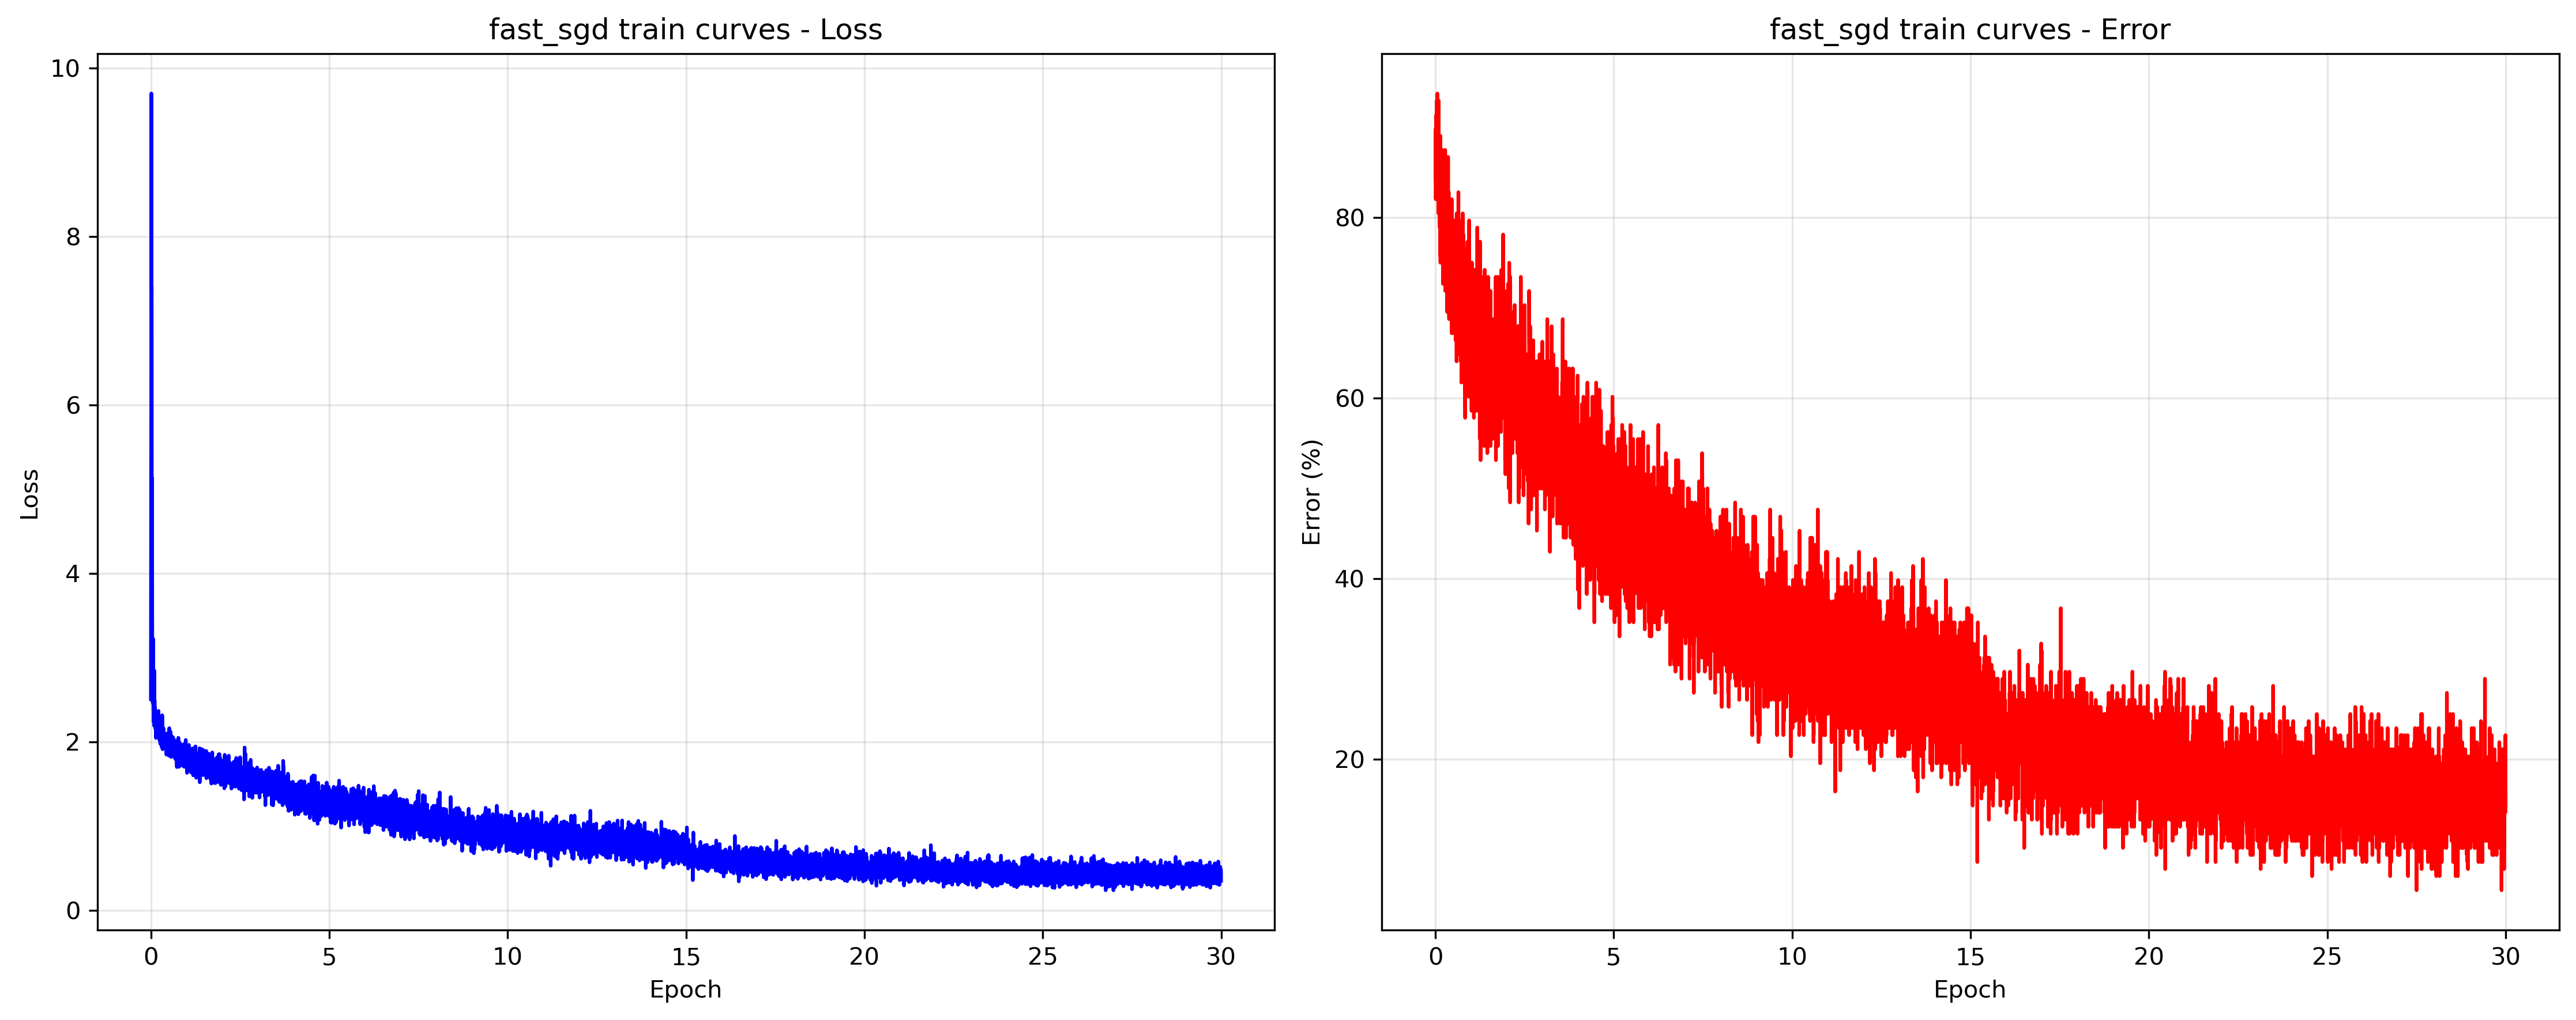 fast_sgd train curves - Loss
10
8
6
4
2
0
Loss
0 5 10 15 20 25 30
Epoch
fast_sgd train curves - Error
80
60
40
20
Error (%)
0 5 10 15 20 25 30
Epoch